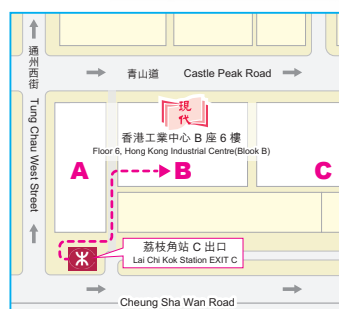 通州西街 Tung Chau West Street
青山道 Castle Peak Road
現代
香港工業中心 B 座 6 樓
Floor 6, Hong Kong Industrial Centre(Blook B)
A
B
C
荔枝角站 C 出口
Lai Chi Kok Station EXIT C
Cheung Sha Wan Road